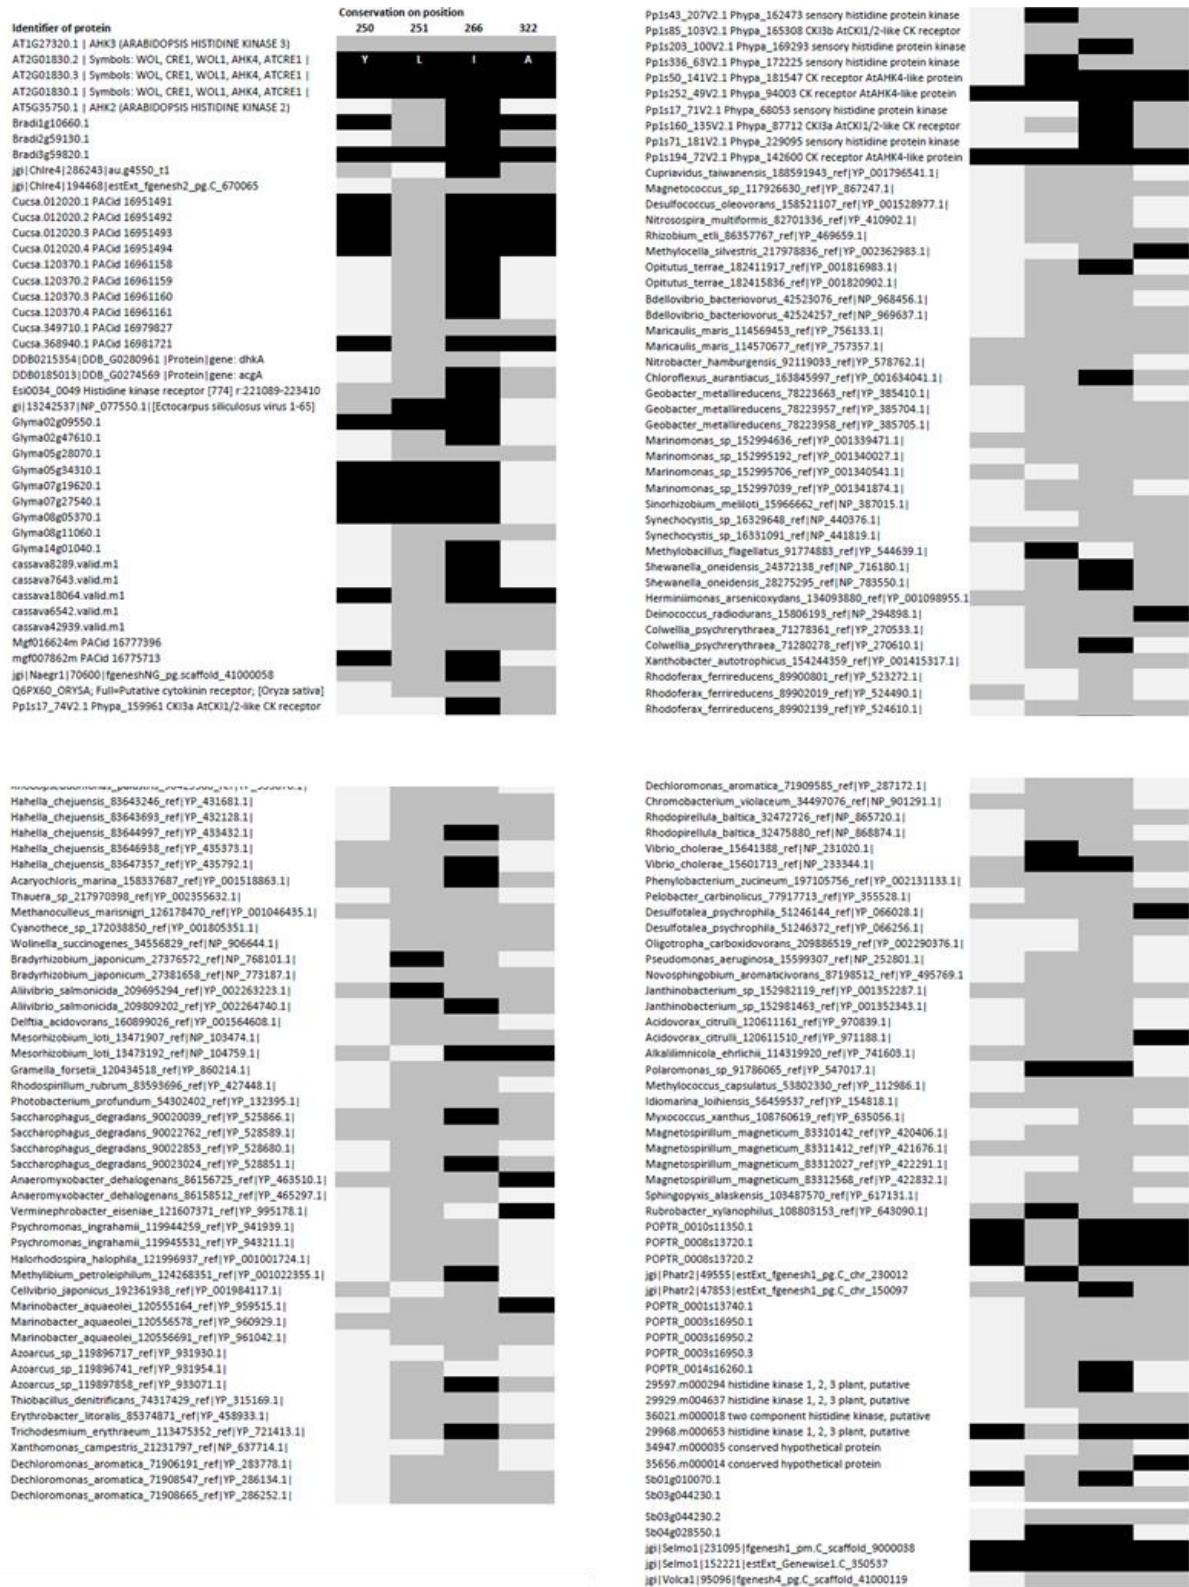 Conservation on position
Identifier of protein 250 251 266 322
AT1G27320.1 | AHK3 (ARABIDOPSIS HISTIDINE KINASE 3)
AT2G01830.2 | Symbols: WOL, CRE1, WOL1, AHK4, ATCRE1 | Y L I A
AT2G01830.3 | Symbols: WOL, CRE1, WOL1, AHK4, ATCRE1 |
AT2G01830.1 | Symbols: WOL, CRE1, WOL1, AHK4, ATCRE1 |
AT5G35750.1 | AHK2 (ARABIDOPSIS HISTIDINE KINASE 2)
Bradi1g10660.1
Bradi2g59130.1
Bradi3g59820.1
jgi|Chlre4|286243|au.g4550_t1
jgi|Chlre4|194468|estExt_fgenesh2_pg.C_670065
Cucsa.012020.1 PACid 16951491
Cucsa.012020.2 PACid 16951492
Cucsa.012020.3 PACid 16951493
Cucsa.012020.4 PACid 16951494
Cucsa.120370.1 PACid 16961158
Cucsa.120370.2 PACid 16961159
Cucsa.120370.3 PACid 16961160
Cucsa.120370.4 PACid 16961161
Cucsa.349710.1 PACid 16979827
Cucsa.368940.1 PACid 16981721
DDB0215354|DDB_G0280961 |Protein|gene: dhkA
DDB0185013|DDB_G0274569 |Protein|gene: acgA
Esi0034_0049 Histidine kinase receptor [774] r:221089-223410
gi|13242537|NP_077550.1|[Ectocarpus siliculosus virus 1-65]
Glyma02g09550.1
Glyma02g47610.1
Glyma05g28070.1
Glyma05g34310.1
Glyma07g19620.1
Glyma07g27540.1
Glyma08g05370.1
Glyma08g11060.1
Glyma14g01040.1
cassava8289.valid.m1
cassava7643.valid.m1
cassava18064.valid.m1
cassava6542.valid.m1
cassava42939.valid.m1
Mgf016624m PACid 16777396
mgf007862m PACid 16775713
jgi|Naegr1|70600|fgeneshNG_pg.scaffold_41000058
Q6PX60_ORYSA; Full=Putative cytokinin receptor; [Oryza sativa]
Pp1s17_74V2.1 Phypa_159961 CKI3a AtCKI1/2-like CK receptor
Pp1s43_207V2.1 Phypa_162473 sensory histidine protein kinase
Pp1s85_103V2.1 Phypa_165308 CKI3b AtCKI1/2-like CK receptor
Pp1s203_100V2.1 Phypa_169293 sensory histidine protein kinase
Pp1s336_63V2.1 Phypa_172225 sensory histidine protein kinase
Pp1s50_141V2.1 Phypa_181547 CK receptor AtAHK4-like protein
Pp1s252_49V2.1 Phypa_94003 CK receptor AtAHK4-like protein
Pp1s17_71V2.1 Phypa_68053 sensory histidine protein kinase
Pp1s160_135V2.1 Phypa_87712 CKI3a AtCKI1/2-like CK receptor
Pp1s71_181V2.1 Phypa_229095 sensory histidine protein kinase
Pp1s194_72V2.1 Phypa_142600 CK receptor AtAHK4-like protein
Cupriavidus_taiwanensis_188591943_ref|YP_001796541.1|
Magnetococcus_sp_117926630_ref|YP_867247.1|
Desulfococcus_oleovorans_158521107_ref|YP_001528977.1|
Nitrosospira_multiformis_82701336_ref|YP_410902.1|
Rhizobium_etli_86357767_ref|YP_469659.1|
Methylocella_silvestris_217978836_ref|YP_002362983.1|
Opitutus_terrae_182411917_ref|YP_001816983.1|
Opitutus_terrae_182415836_ref|YP_001820902.1|
Bdellovibrio_bacteriovorus_42523076_ref|NP_968456.1|
Bdellovibrio_bacteriovorus_42524257_ref|NP_969637.1|
Maricaulis_maris_114569453_ref|YP_756133.1|
Maricaulis_maris_114570677_ref|YP_757357.1|
Nitrobacter_hamburgensis_92119033_ref|YP_578762.1|
Chloroflexus_aurantiacus_163845997_ref|YP_001634041.1|
Geobacter_metallireducens_78223663_ref|YP_385410.1|
Geobacter_metallireducens_78223957_ref|YP_385704.1|
Geobacter_metallireducens_78223958_ref|YP_385705.1|
Marinomonas_sp_152994636_ref|YP_001339471.1|
Marinomonas_sp_152995192_ref|YP_001340027.1|
Marinomonas_sp_152995706_ref|YP_001340541.1|
Marinomonas_sp_152997039_ref|YP_001341874.1|
Sinorhizobium_meliloti_15966662_ref|NP_387015.1|
Synechocystis_sp_16329648_ref|NP_440376.1|
Synechocystis_sp_16331091_ref|NP_441819.1|
Methylobacillus_flagellatus_91774883_ref|YP_544639.1|
Shewanella_oneidensis_24372138_ref|NP_716180.1|
Shewanella_oneidensis_28275295_ref|NP_783550.1|
Herminiimonas_arsenicoxydans_134093880_ref|YP_001098955.1
Deinococcus_radiodurans_15806193_ref|NP_294898.1|
Colwellia_psychrerythraea_71278361_ref|YP_270533.1|
Colwellia_psychrerythraea_71280278_ref|YP_270610.1|
Xanthobacter_autotrophicus_154244359_ref|YP_001415317.1|
Rhodoferax_ferrireducens_89900801_ref|YP_523272.1|
Rhodoferax_ferrireducens_89902019_ref|YP_524490.1|
Rhodoferax_ferrireducens_89902139_ref|YP_524610.1|
Hahella_chejuensis_83643246_ref|YP_431681.1|
Hahella_chejuensis_83643693_ref|YP_432128.1|
Hahella_chejuensis_83644997_ref|YP_433432.1|
Hahella_chejuensis_83646938_ref|YP_435373.1|
Hahella_chejuensis_83647357_ref|YP_435792.1|
Acaryochloris_marina_158337687_ref|YP_001518863.1|
Thauera_sp_217970398_ref|YP_002355632.1|
Methanoculleus_marisnigri_126178470_ref|YP_001046435.1|
Cyanothece_sp_172038850_ref|YP_001805351.1|
Wolinella_succinogenes_34556829_ref|NP_906644.1|
Bradyrhizobium_japonicum_27376572_ref|NP_768101.1|
Bradyrhizobium_japonicum_27381658_ref|NP_773187.1|
Aliivibrio_salmonicida_209695294_ref|YP_002263223.1|
Aliivibrio_salmonicida_209809202_ref|YP_002264740.1|
Delftia_acidovorans_160899026_ref|YP_001564608.1|
Mesorhizobium_loti_13471907_ref|NP_103474.1|
Mesorhizobium_loti_13473192_ref|NP_104759.1|
Gramella_forsetii_120434518_ref|YP_860214.1|
Rhodospirillum_rubrum_83593696_ref|YP_427448.1|
Photobacterium_profundum_54302402_ref|YP_132395.1|
Saccharophagus_degradans_90020039_ref|YP_525866.1|
Saccharophagus_degradans_90022762_ref|YP_528589.1|
Saccharophagus_degradans_90022853_ref|YP_528680.1|
Saccharophagus_degradans_90023024_ref|YP_528851.1|
Anaeromyxobacter_dehalogenans_86156725_ref|YP_463510.1|
Anaeromyxobacter_dehalogenans_86158512_ref|YP_465297.1|
Verminephrobacter_eiseniae_121607371_ref|YP_995178.1|
Psychromonas_ingrahamii_119944259_ref|YP_941939.1|
Psychromonas_ingrahamii_119945531_ref|YP_943211.1|
Halorhodospira_halophila_121996937_ref|YP_001001724.1|
Methylibium_petroleiphilum_124268351_ref|YP_001022355.1|
Cellvibrio_japonicus_192361938_ref|YP_001984117.1|
Marinobacter_aquaeolei_120555164_ref|YP_959515.1|
Marinobacter_aquaeolei_120556578_ref|YP_960929.1|
Marinobacter_aquaeolei_120556691_ref|YP_961042.1|
Azoarcus_sp_119896717_ref|YP_931930.1|
Azoarcus_sp_119896741_ref|YP_931954.1|
Azoarcus_sp_119897858_ref|YP_933071.1|
Thiobacillus_denitrificans_74317429_ref|YP_315169.1|
Erythrobacter_litoralis_85374871_ref|YP_458933.1|
Trichodesmium_erythraeum_113475352_ref|YP_721413.1|
Xanthomonas_campestris_21231797_ref|NP_637714.1|
Dechloromonas_aromatica_71906191_ref|YP_283778.1|
Dechloromonas_aromatica_71908547_ref|YP_286134.1|
Dechloromonas_aromatica_71908665_ref|YP_286252.1|
Dechloromonas_aromatica_71909585_ref|YP_287172.1|
Chromobacterium_violaceum_34497076_ref|NP_901291.1|
Rhodopirellula_baltica_32472726_ref|NP_865720.1|
Rhodopirellula_baltica_32475880_ref|NP_868874.1|
Vibrio_cholerae_15641388_ref|NP_231020.1|
Vibrio_cholerae_15601713_ref|NP_233344.1|
Phenylobacterium_zucineum_197105756_ref|YP_002131133.1|
Pelobacter_carbinolicus_77917713_ref|YP_355528.1|
Desulfotalea_psychrophila_51246144_ref|YP_066028.1|
Desulfotalea_psychrophila_51246372_ref|YP_066256.1|
Oligotropha_carboxidovorans_209886519_ref|YP_002290376.1|
Pseudomonas_aeruginosa_15599307_ref|NP_252801.1|
Novosphingobium_aromaticivorans_87198512_ref|YP_495769.1
Janthinobacterium_sp_152982119_ref|YP_001352287.1|
Janthinobacterium_sp_152981463_ref|YP_001352343.1|
Acidovorax_citrulli_120611161_ref|YP_970839.1|
Acidovorax_citrulli_120611510_ref|YP_971188.1|
Alkalilimnicola_ehrlichii_114319920_ref|YP_741603.1|
Polaromonas_sp_91786065_ref|YP_547017.1|
Methylococcus_capsulatus_53802330_ref|YP_112986.1|
Idiomarina_loihiensis_56459537_ref|YP_154818.1|
Myxococcus_xanthus_108760619_ref|YP_635056.1|
Magnetospirillum_magneticum_83310142_ref|YP_420406.1|
Magnetospirillum_magneticum_83311412_ref|YP_421676.1|
Magnetospirillum_magneticum_83312027_ref|YP_422291.1|
Magnetospirillum_magneticum_83312568_ref|YP_422832.1|
Sphingopyxis_alaskensis_103487570_ref|YP_617131.1|
Rubrobacter_xylanophilus_108803153_ref|YP_643090.1|
POPTR_0010s11350.1
POPTR_0008s13720.1
POPTR_0008s13720.2
jgi|Phatr2|49555|estExt_fgenesh1_pg.C_chr_230012
jgi|Phatr2|47853|estExt_fgenesh1_pg.C_chr_150097
POPTR_0001s13740.1
POPTR_0003s16950.1
POPTR_0003s16950.2
POPTR_0003s16950.3
POPTR_0014s16260.1
29597.m000294 histidine kinase 1, 2, 3 plant, putative
29929.m004637 histidine kinase 1, 2, 3 plant, putative
36021.m000018 two component histidine kinase, putative
29968.m000653 histidine kinase 1, 2, 3 plant, putative
34947.m000035 conserved hypothetical protein
35656.m000014 conserved hypothetical protein
Sb01g010070.1
Sb03g044230.1
Sb03g044230.2
Sb04g028550.1
jgi|Selmo1|231095|fgenesh1_pm.C_scaffold_9000038
jgi|Selmo1|152221|estExt_Genewise1.C_350537
jgi|Volca1|95096|fgenesh4_pg.C_scaffold_41000119